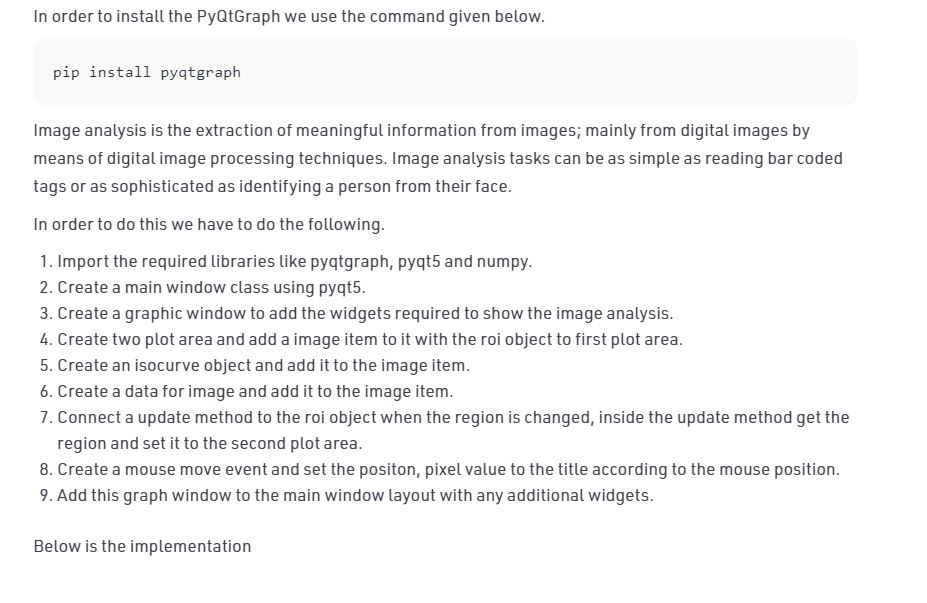 In order to install the PyQtGraph we use the command given below.
pip install pyqtgraph
Image analysis is the extraction of meaningful information from images; mainly from digital images by
means of digital image processing techniques. Image analysis tasks can be as simple as reading bar coded
tags or as sophisticated as identifying a person from their face.
In order to do this we have to do the following.
1. Import the required libraries like pyqtgraph, pyqt5 and numpy.
2. Create a main window class using pyqt5.
3. Create a graphic window to add the widgets required to show the image analysis.
4. Create two plot area and add a image item to it with the roi object to first plot area.
5. Create an isocurve object and add it to the image item.
6. Create a data for image and add it to the image item.
7. Connect a update method to the roi object when the region is changed, inside the update method get the
region and set it to the second plot area.
8. Create a mouse move event and set the positon, pixel value to the title according to the mouse position.
9. Add this graph window to the main window layout with any additional widgets.
Below is the implementation